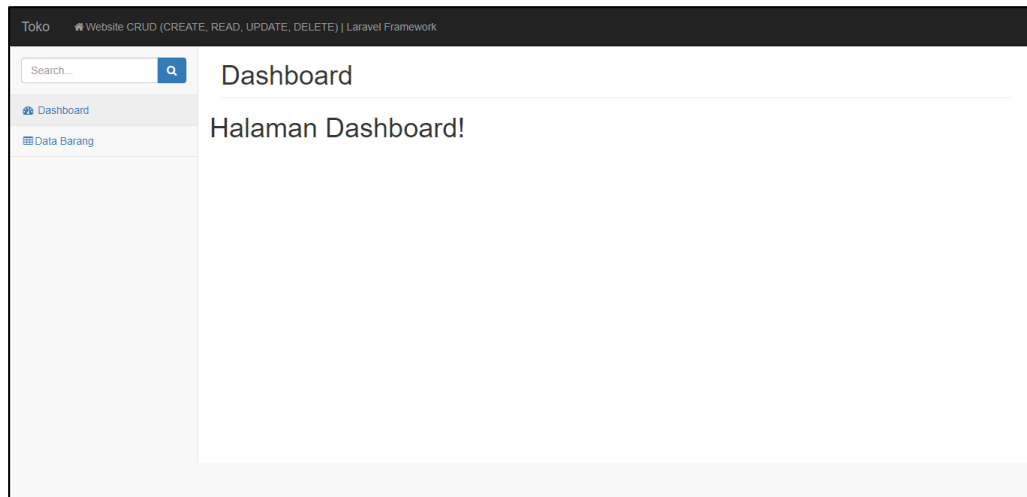 Toko Website CRUD (CREATE, READ, UPDATE, DELETE) | Laravel Framework
Search...
Dashboard
Data Barang
Dashboard
Halaman Dashboard!